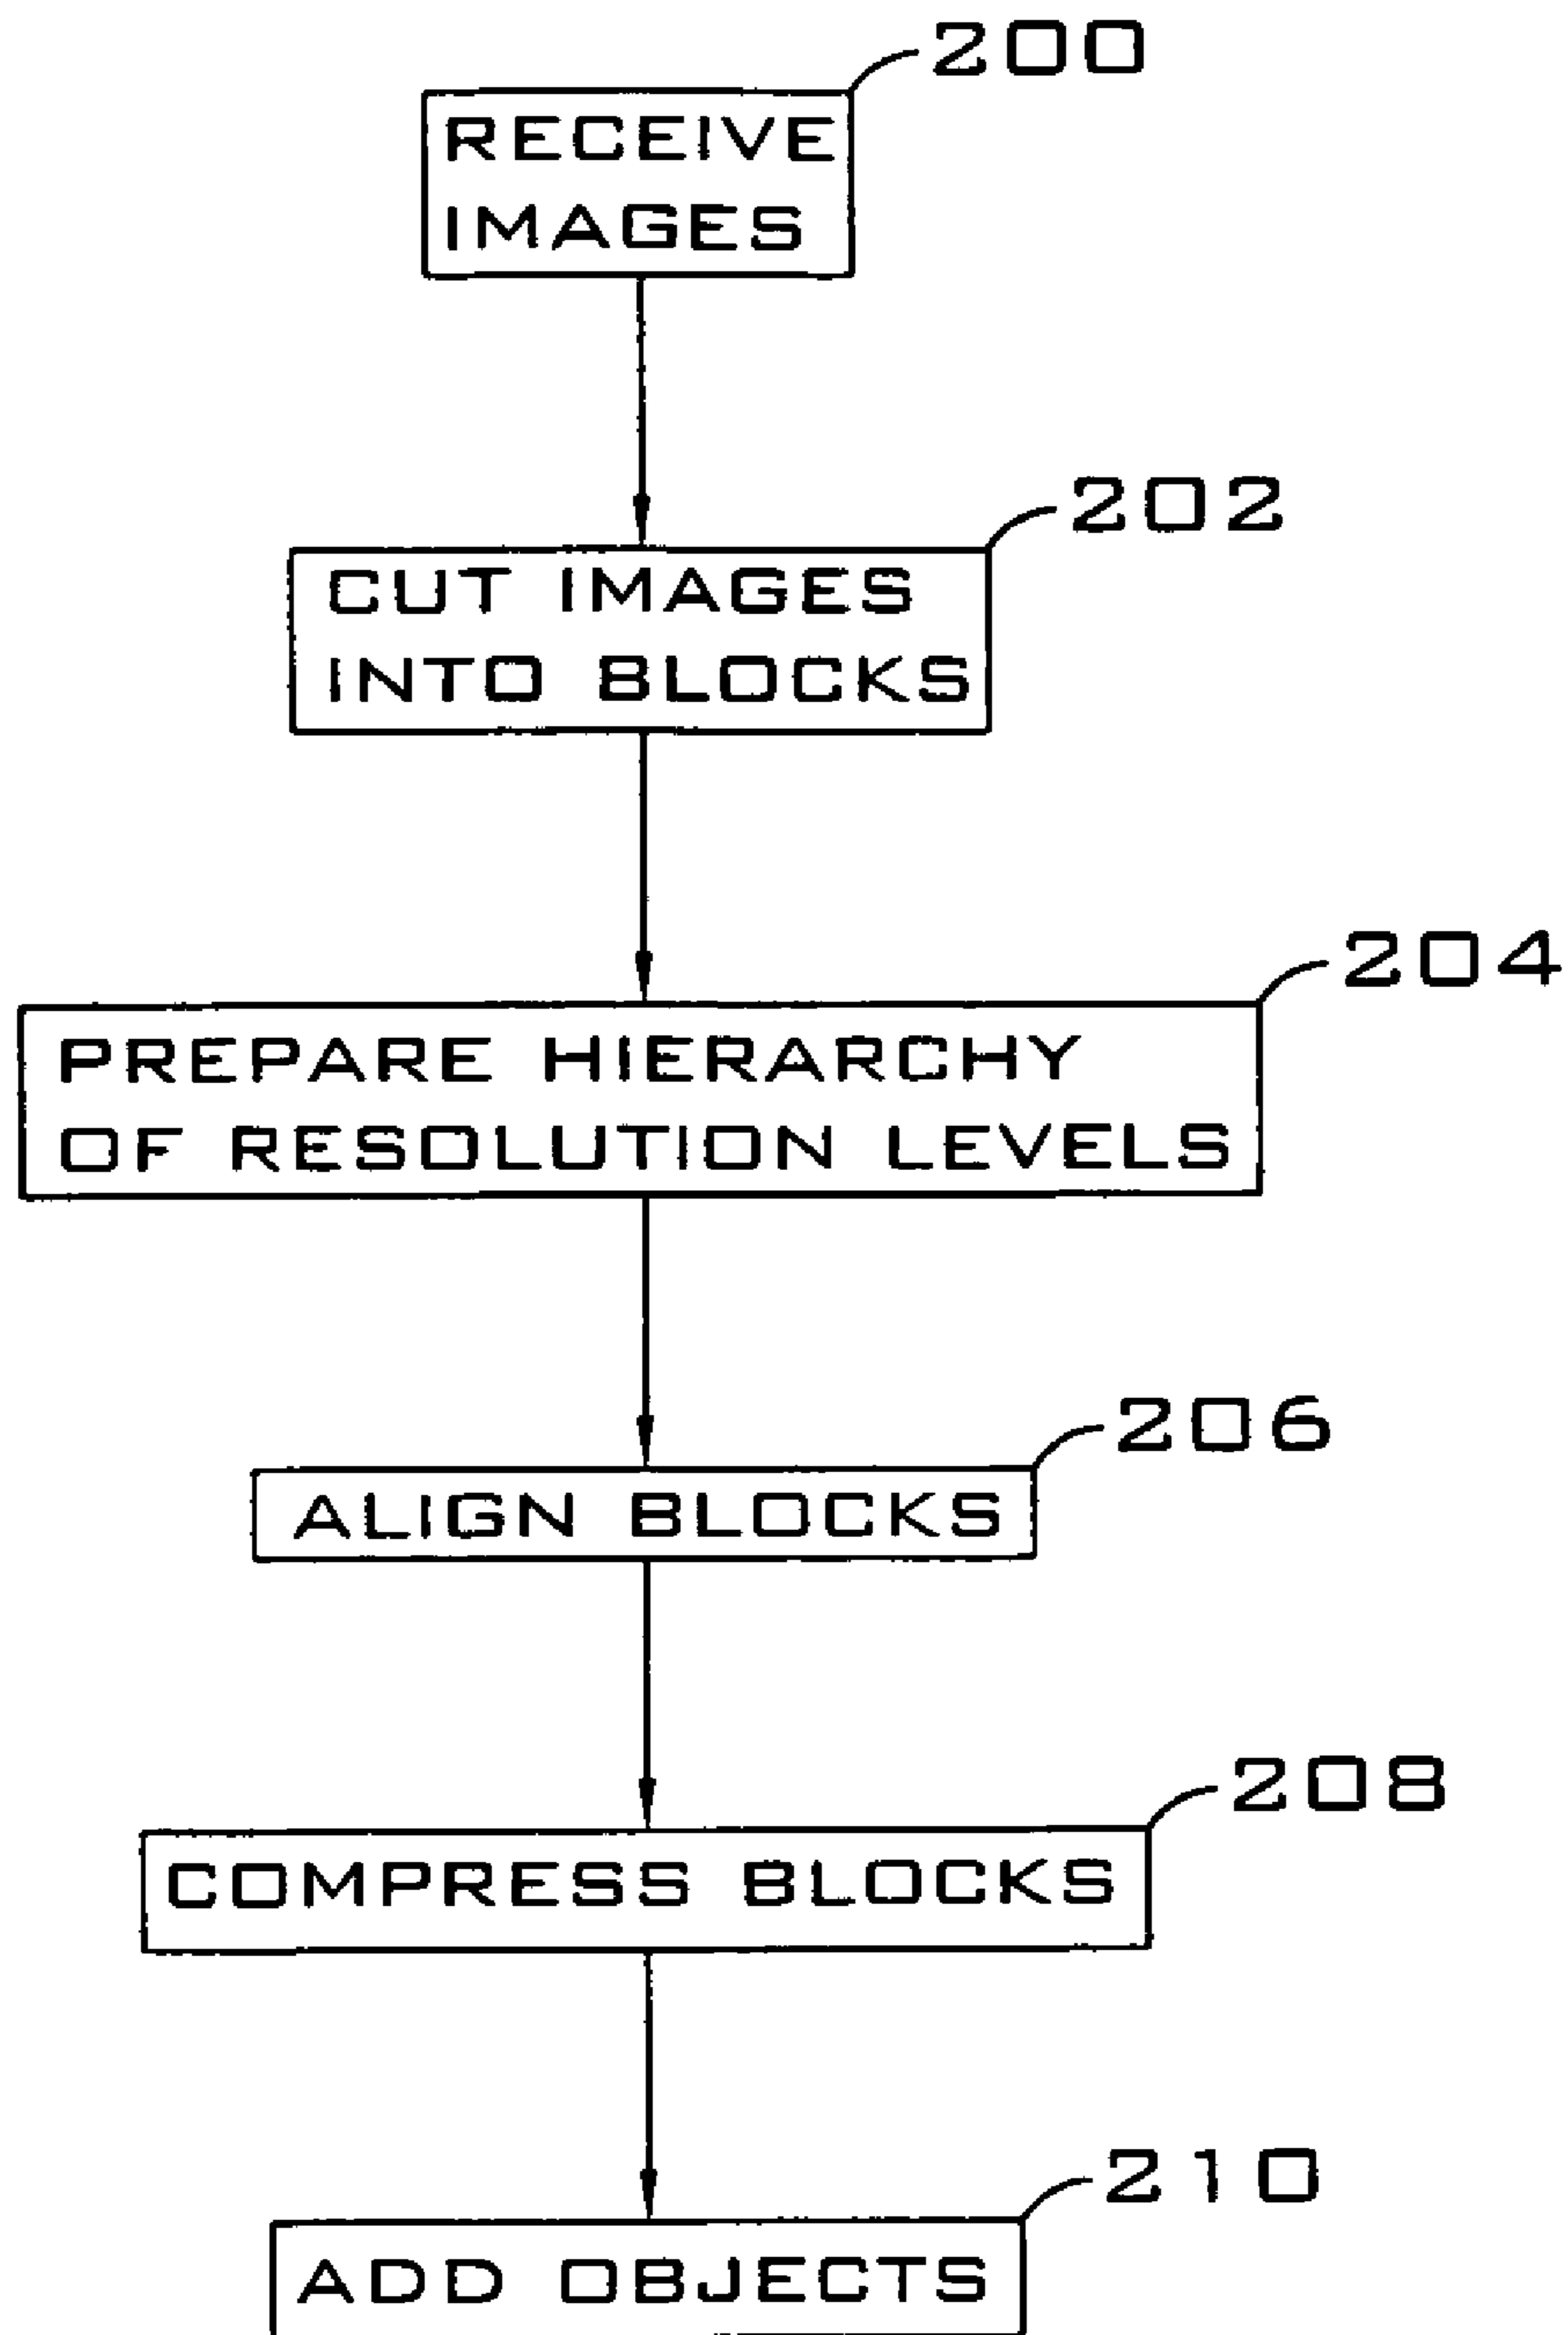 200
RECEIVE
IMAGES
202
CUT IMAGES
INTO BLOCKS
204
PREPARE HIERARCHY
OF RESOLUTION LEVELS
206
ALIGN BLOCKS
208
COMPRESS BLOCKS
210
ADD OBJECTS